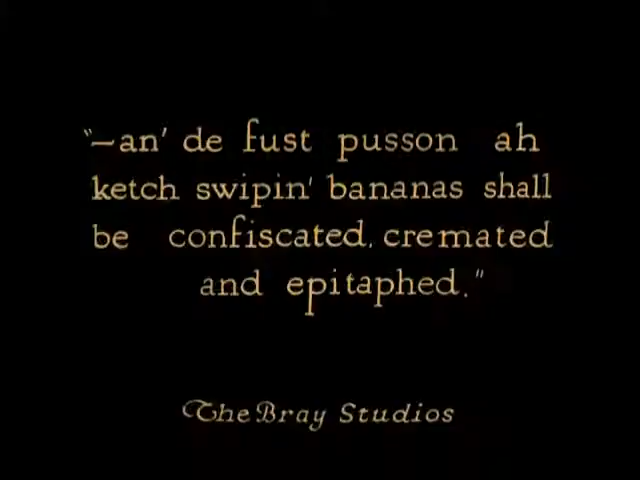 "—an' de fust pusson ah
ketch swipin' bananas shall
be confiscated, cremated
and epitaphed."
The Bray Studios